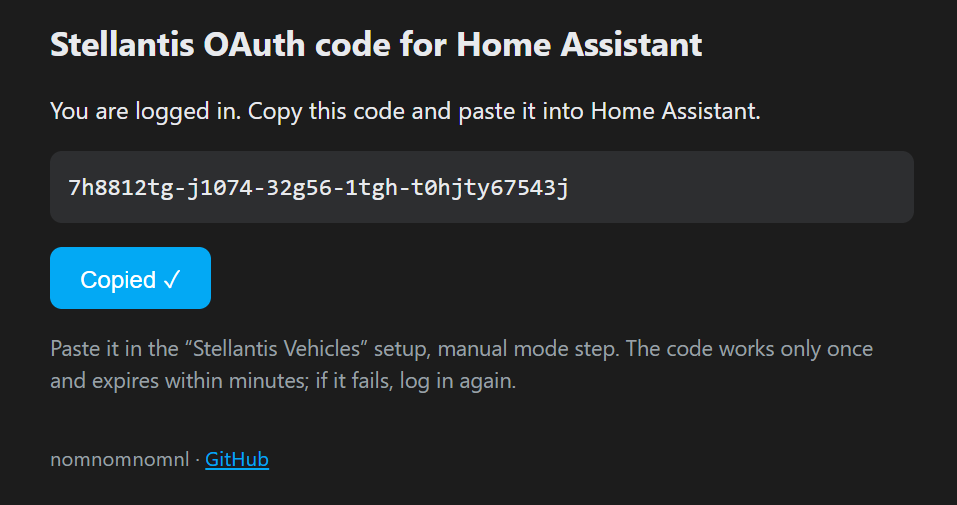 Stellantis OAuth code for Home Assistant
You are logged in. Copy this code and paste it into Home Assistant.
7h8812tg-j1074-32g56-1tgh-t0hjty67543j
Copied ✓
Paste it in the “Stellantis Vehicles” setup, manual mode step. The code works only once
and expires within minutes; if it fails, log in again.
nomnomnomnl · GitHub